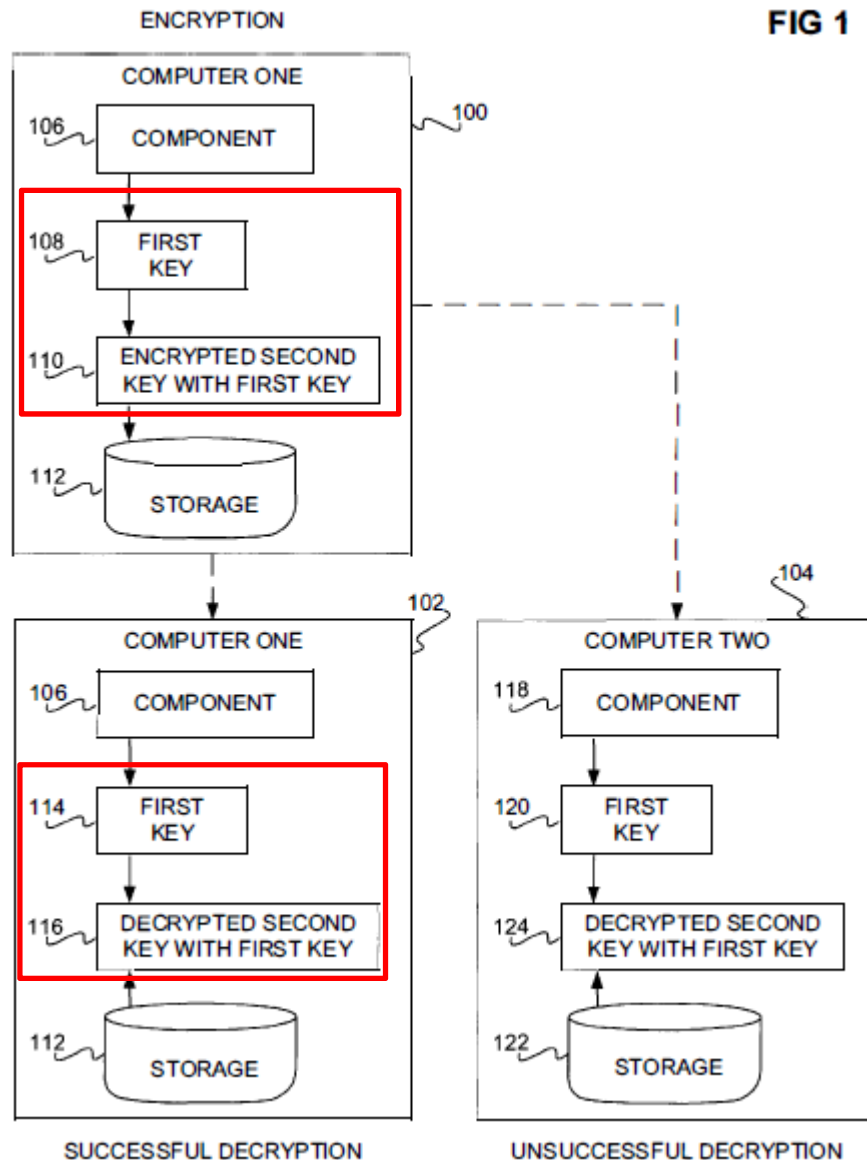 ENCRYPTION
FIG 1
COMPUTER ONE
100
106
COMPONENT
108
FIRST
KEY
110
ENCRYPTED SECOND
KEY WITH FIRST KEY
112
STORAGE
102
COMPUTER ONE
106
COMPONENT
114
FIRST
KEY
116
DECRYPTED SECOND
KEY WITH FIRST KEY
112
STORAGE
SUCCESSFUL DECRYPTION
104
COMPUTER TWO
118
COMPONENT
120
FIRST
KEY
124
DECRYPTED SECOND
KEY WITH FIRST KEY
122
STORAGE
UNSUCCESSFUL DECRYPTION